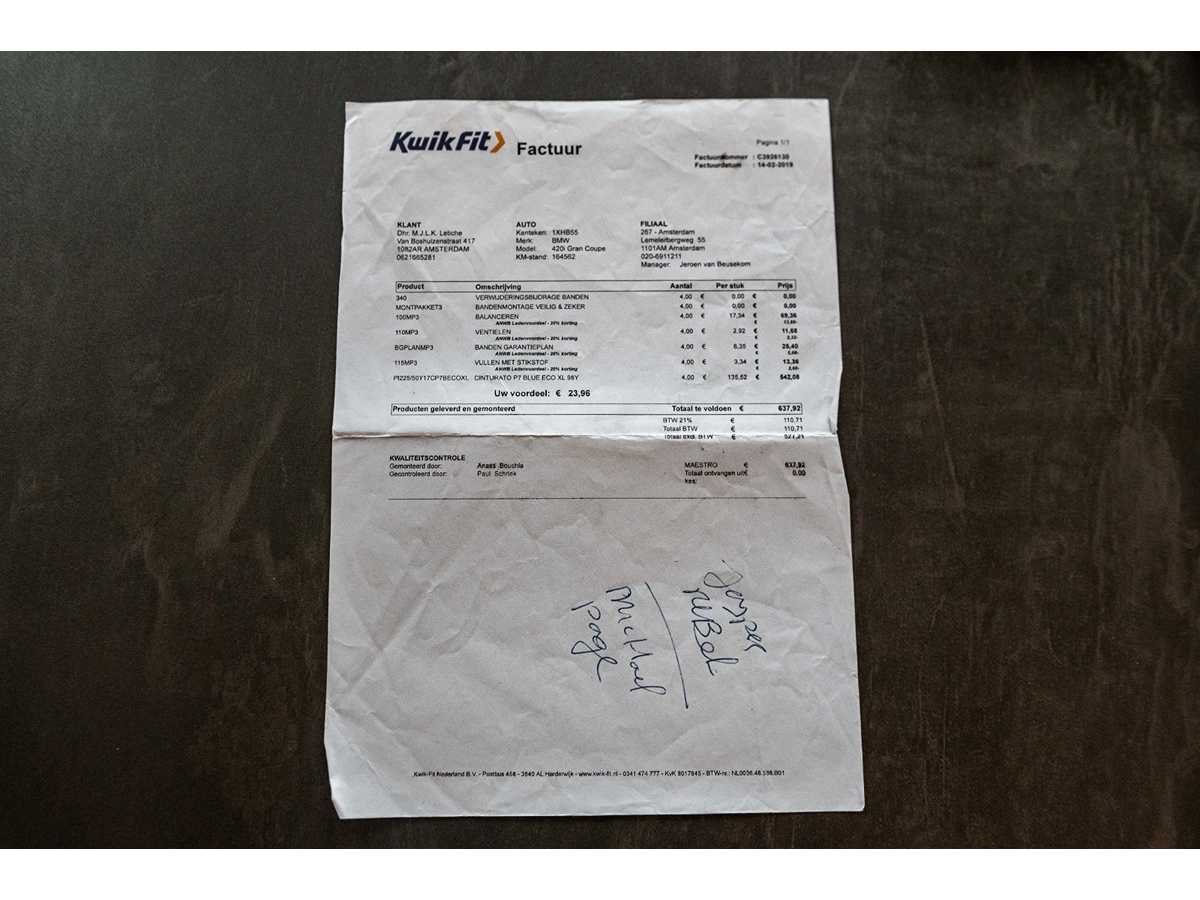 KwikFit Factuur
Pagina 1/1
Factuurnommer : C3926130
Factuurdatum : 14-02-2019
KLANT
Dhr. M.J.L.K. Letiche
Van Boshuizenstraat 417
1082AR AMSTERDAM
0621665281
AUTO
Kenteken: 1XHB55
Merk: BMW
Model: 420i Gran Coupe
KM-stand: 164562
FILIAAL
267 - Amsterdam
Lemelerbergweg 55
1101AM Amsterdam
020-6911211
Manager: Jeroen van Beusekom
Product Omschrijving Aantal Per stuk Prijs
340 VERWIJDERINGSBIJDRAGE BANDEN 4,00 € 0,00 € 0,00
MONTPAKKET3 BANDENMONTAGE VEILIG & ZEKER 4,00 € 0,00 € 0,00
100MP3 BALANCEREN 4,00 € 17,34 € 69,36
ANWB Ledenvoordeel - 20% korting €
110MP3 VENTIELEN 4,00 € 2,92 € 11,68
ANWB Ledenvoordeel - 20% korting €
BGPLANMP3 BANDEN GARANTIEPLAN 4,00 € 6,35 € 25,40
ANWB Ledenvoordeel - 20% korting €
115MP3 VULLEN MET STIKSTOF 4,00 € 3,34 € 13,36
ANWB Ledenvoordeel - 20% korting €
PI225/50Y17CP7BECOXL CINTURATO P7 BLUE ECO XL 98Y 4,00 € 135,52 € 542,08
Uw voordeel: € 23,96
Producten geleverd en gemonteerd Totaal te voldoen € 637,92
BTW 21% € 110,71
Totaal BTW € 110,71
Totaal excl. BTW € 527,21
KWALITEITSCONTROLE
Gemonteerd door: Anass Bouchla
Gecontroleerd door: Paul Schriek
MAESTRO € 637,92
Totaal ontvangen uit € 0,00
kas:
Jasper
Michael
page
Kwik-Fit Nederland B.V. - Postbus 458 - 3840 AL Harderwijk - www.kwik-fit.nl - 0341 474 777 - KvK 8017845 - BTW-nr.: